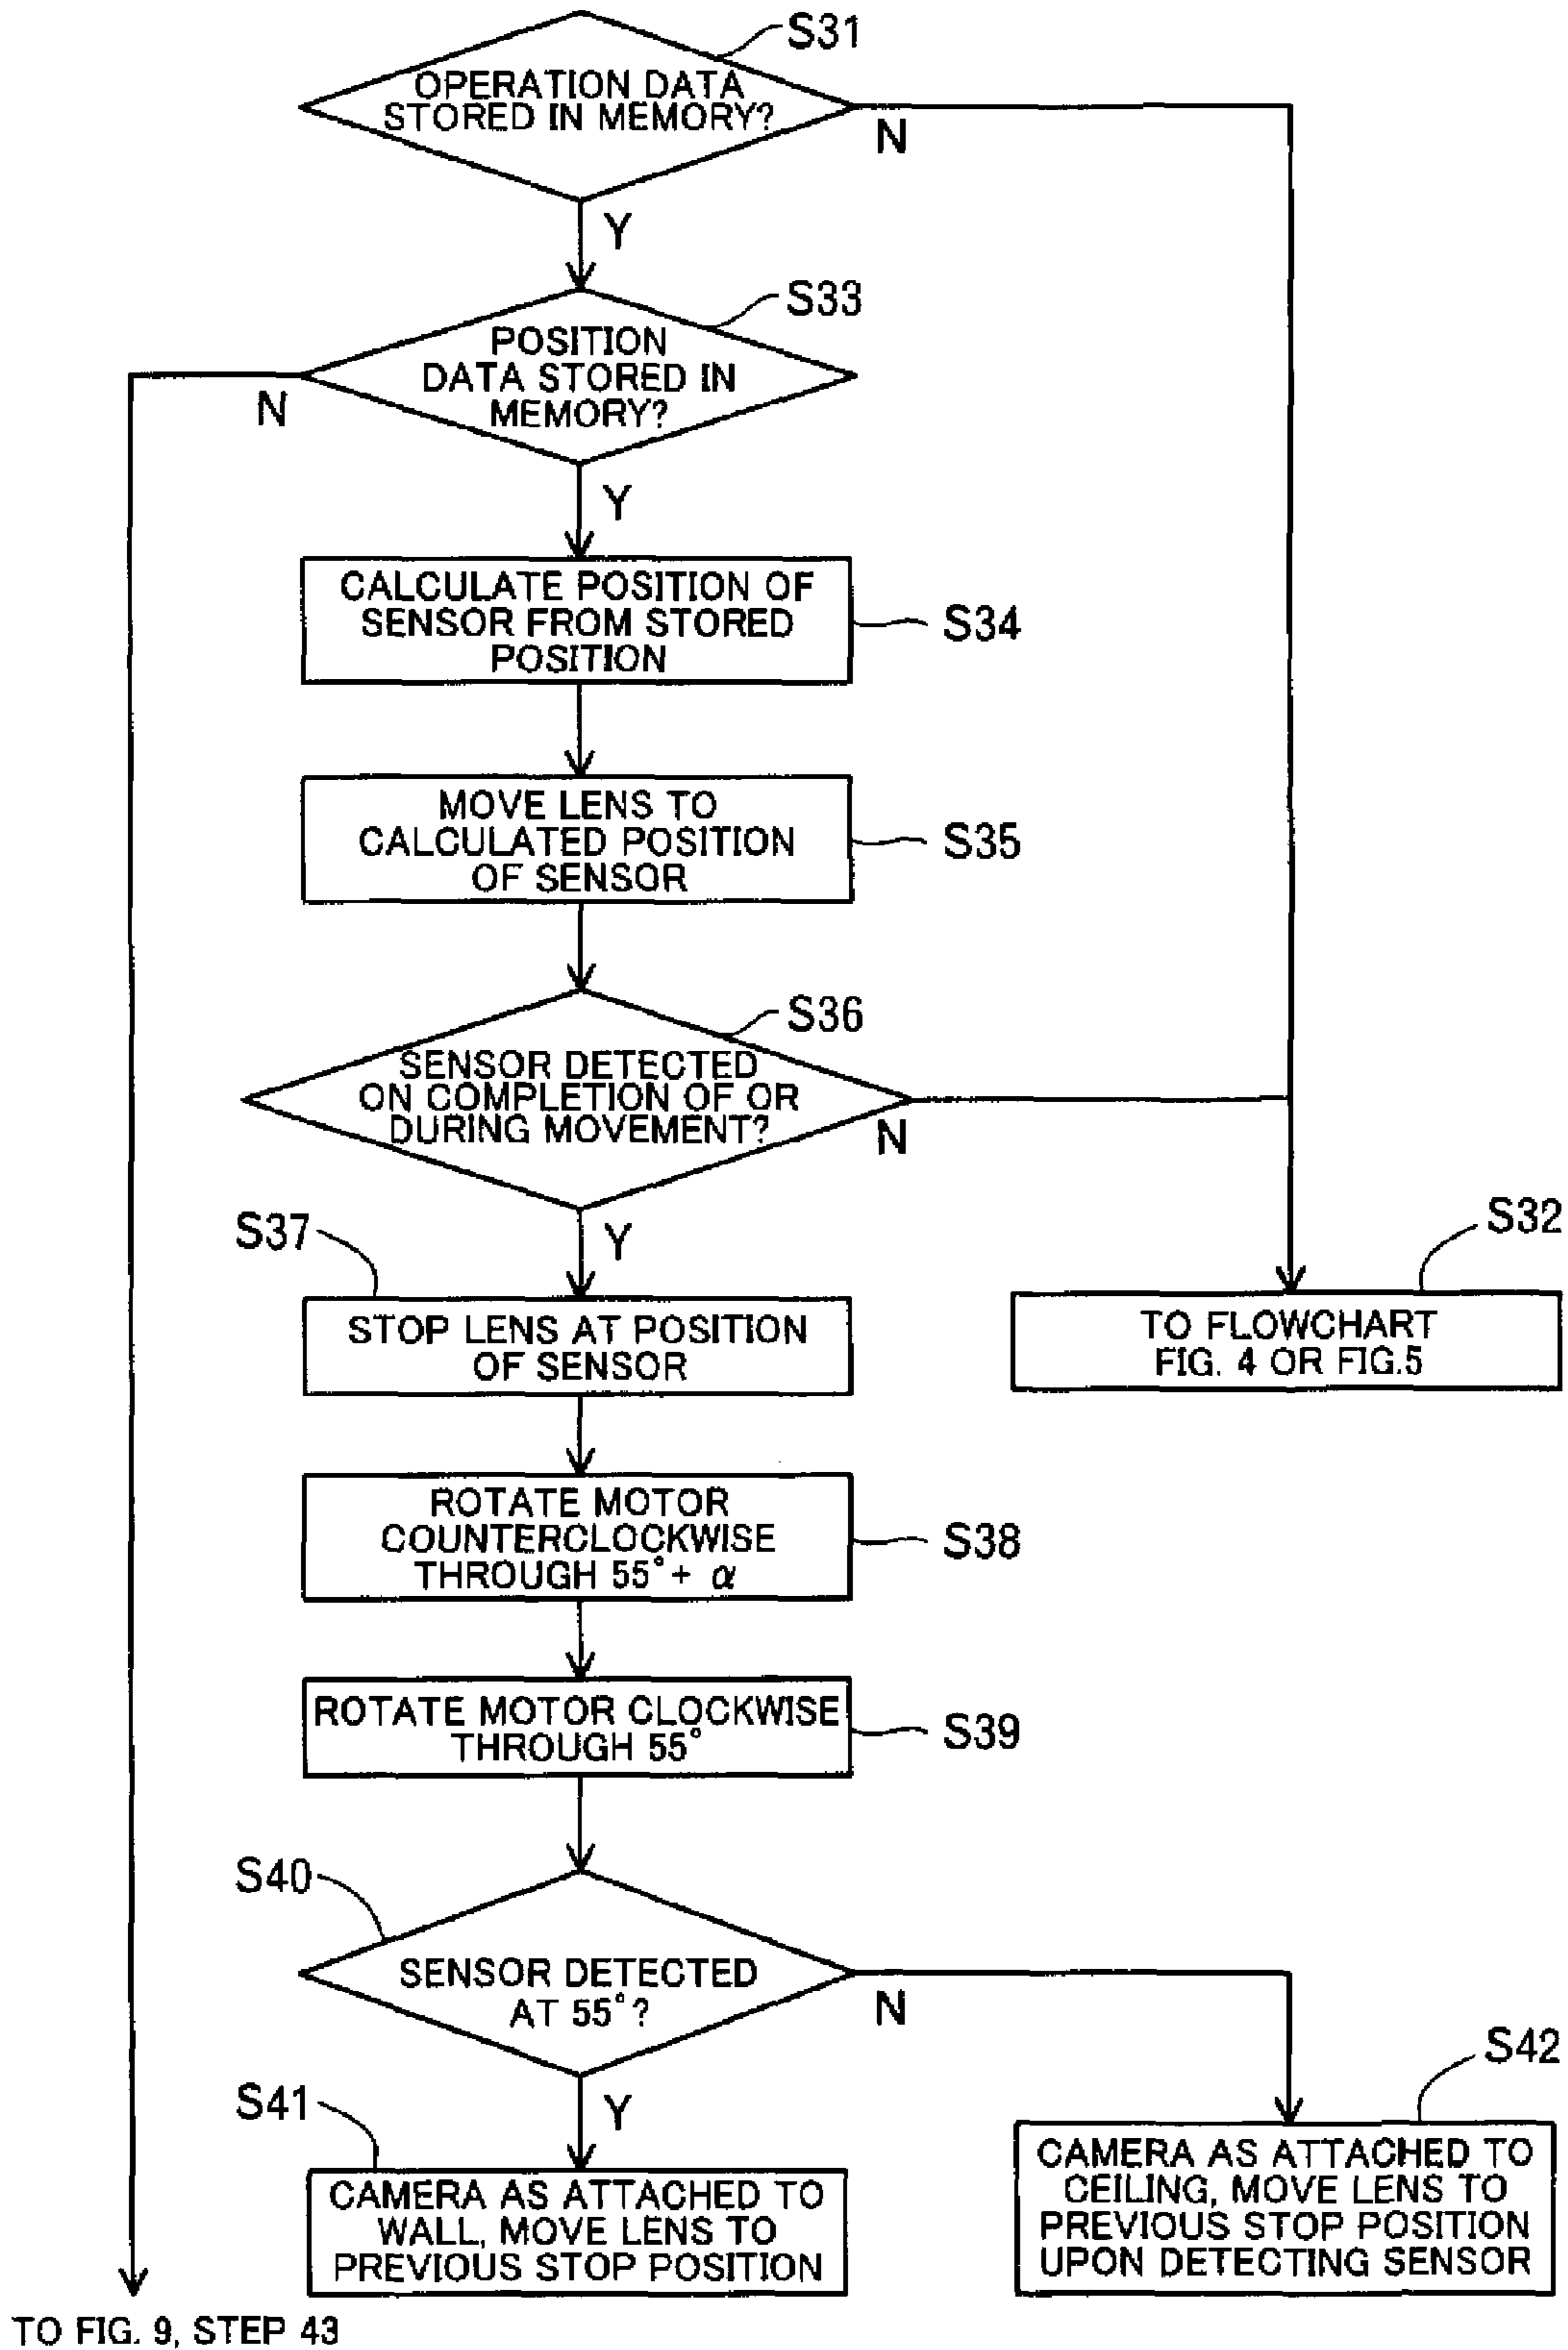 S31
OPERATION DATA
STORED IN MEMORY?
N
Y
S33
POSITION
DATA STORED IN
MEMORY?
N
Y
CALCULATE POSITION OF
SENSOR FROM STORED
POSITION
S34
MOVE LENS TO
CALCULATED POSITION
OF SENSOR
S35
S36
SENSOR DETECTED
ON COMPLETION OF OR
DURING MOVEMENT?
N
Y
S37
STOP LENS AT POSITION
OF SENSOR
S32
TO FLOWCHART
FIG. 4 OR FIG.5
ROTATE MOTOR
COUNTERCLOCKWISE
THROUGH 55°+ α
S38
ROTATE MOTOR CLOCKWISE
THROUGH 55°
S39
S40
SENSOR DETECTED
AT 55°?
N
Y
S41
CAMERA AS ATTACHED TO
WALL, MOVE LENS TO
PREVIOUS STOP POSITION
S42
CAMERA AS ATTACHED TO
CEILING, MOVE LENS TO
PREVIOUS STOP POSITION
UPON DETECTING SENSOR
TO FIG. 9, STEP 43